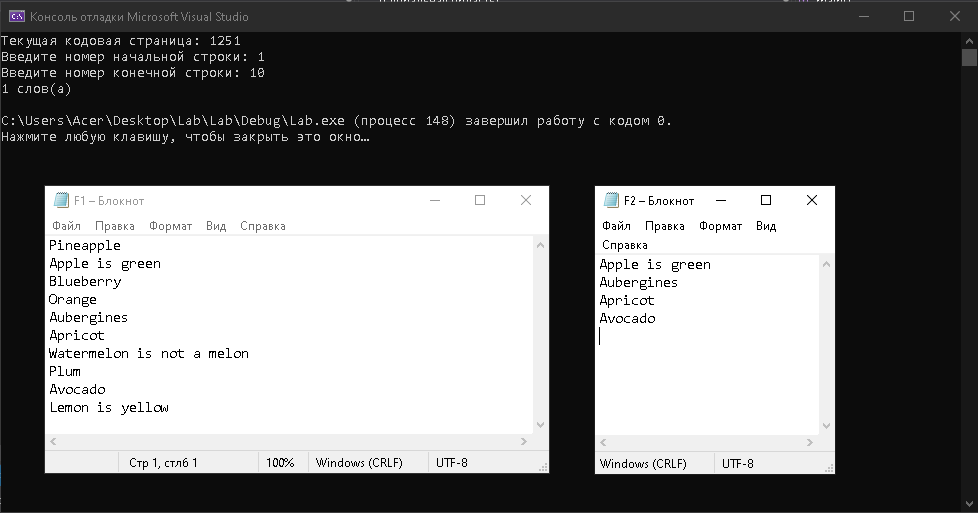 Консоль отладки Microsoft Visual Studio
Текущая кодовая страница: 1251
Введите номер начальной строки: 1
Введите номер конечной строки: 10
1 слов(а)
C:\Users\Acer\Desktop\Lab\Lab\Debug\Lab.exe (процесс 148) завершил работу с кодом 0.
Нажмите любую клавишу, чтобы закрыть это окно…
F1 – Блокнот
Файл Правка Формат Вид Справка
Pineapple
Apple is green
Blueberry
Orange
Aubergines
Apricot
Watermelon is not a melon
Plum
Avocado
Lemon is yellow
Стр 1, стлб 1 100% Windows (CRLF) UTF-8
F2 – Блокнот
Файл Правка Формат Вид
Справка
Apple is green
Aubergines
Apricot
Avocado
Windows (CRLF) UTF-8